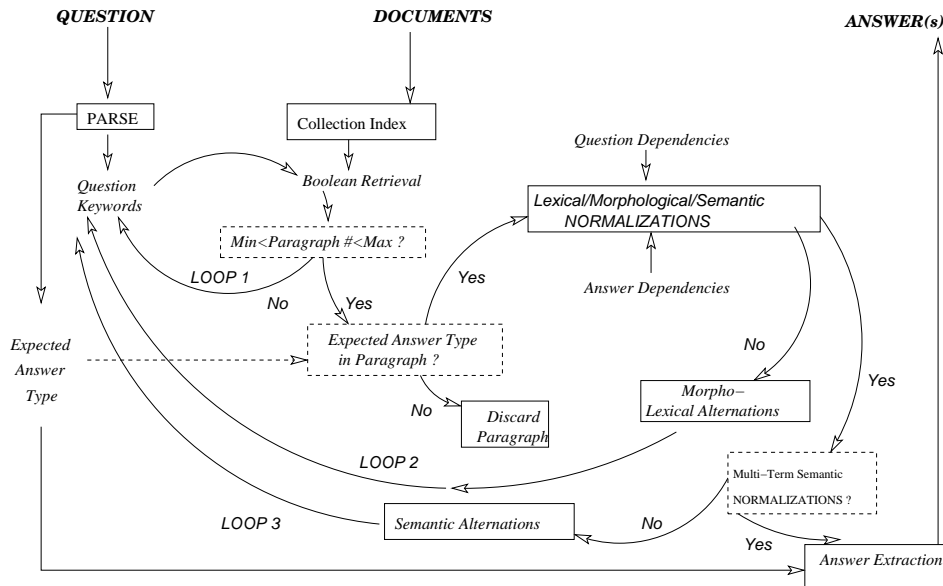 QUESTION
DOCUMENTS
ANSWER(s)
PARSE
Collection Index
Question Dependencies
Question
Keywords
Boolean Retrieval
Lexical/Morphological/Semantic
NORMALIZATIONS
Min<Paragraph #<Max ?
LOOP 1
No
Yes
Yes
Answer Dependencies
Expected
Answer
Type
Expected Answer Type
in Paragraph ?
No
Yes
No
Discard
Paragraph
Morpho−
Lexical Alternations
LOOP 2
Multi−Term Semantic
NORMALIZATIONS ?
LOOP 3
Semantic Alternations
No
Yes
Answer Extraction